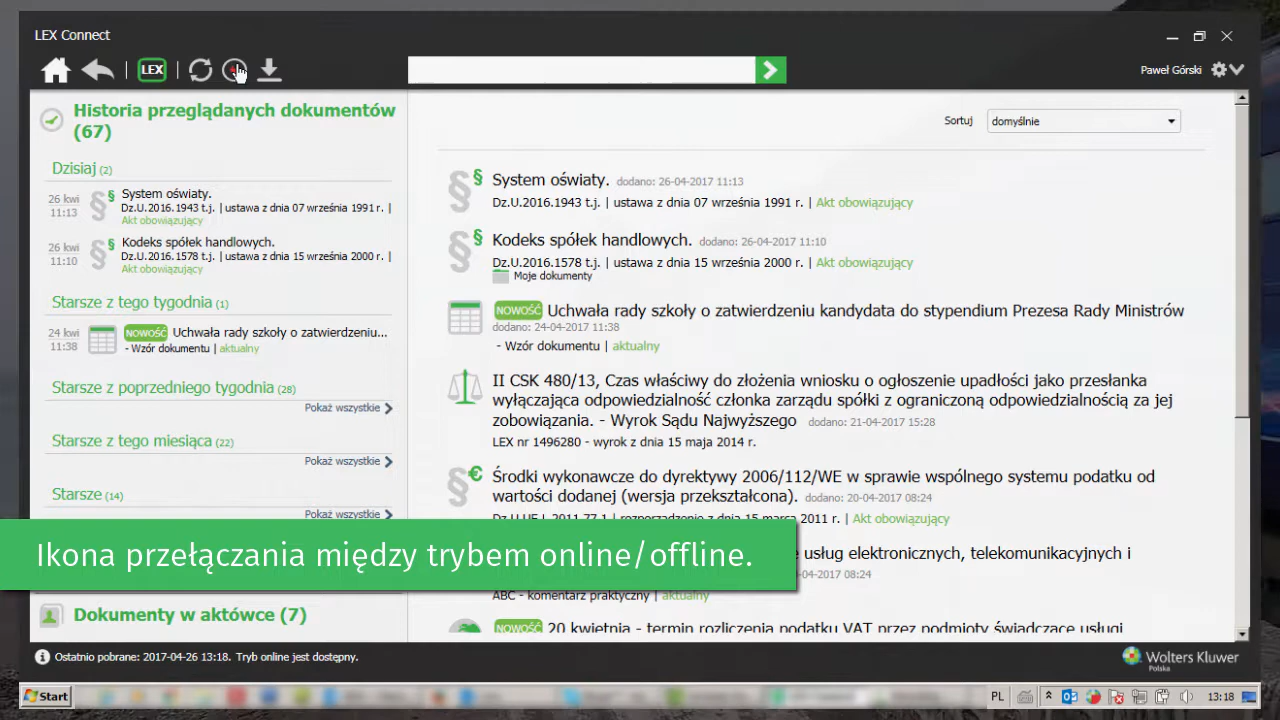 LEX Connect
LEX
Paweł Górski
Historia przeglądanych dokumentów
(67)
Dzisiaj (2)
26 kwi
11:13
System oświaty.
Dz.U.2016.1943 t.j. | ustawa z dnia 07 września 1991 r. |
Akt obowiązujący
26 kwi
11:10
Kodeks spółek handlowych.
Dz.U.2016.1578 t.j. | ustawa z dnia 15 września 2000 r. |
Akt obowiązujący
Starsze z tego tygodnia (1)
24 kwi
11:38
NOWOŚĆ Uchwała rady szkoły o zatwierdzeniu...
- Wzór dokumentu | aktualny
Starsze z poprzedniego tygodnia (28)
Pokaż wszystkie
Starsze z tego miesiąca (22)
Pokaż wszystkie
Starsze (14)
Pokaż wszystkie
Dokumenty w aktówce (7)
Sortuj domyślnie
System oświaty. dodano: 26-04-2017 11:13
Dz.U.2016.1943 t.j. | ustawa z dnia 07 września 1991 r. | Akt obowiązujący
Kodeks spółek handlowych. dodano: 26-04-2017 11:10
Dz.U.2016.1578 t.j. | ustawa z dnia 15 września 2000 r. | Akt obowiązujący
Moje dokumenty
NOWOŚĆ Uchwała rady szkoły o zatwierdzeniu kandydata do stypendium Prezesa Rady Ministrów
dodano: 24-04-2017 11:38
- Wzór dokumentu | aktualny
II CSK 480/13, Czas właściwy do złożenia wniosku o ogłoszenie upadłości jako przesłanka
wyłączająca odpowiedzialność członka zarządu spółki z ograniczoną odpowiedzialnością za jej
zobowiązania. - Wyrok Sądu Najwyższego dodano: 21-04-2017 15:28
LEX nr 1496280 - wyrok z dnia 15 maja 2014 r.
Środki wykonawcze do dyrektywy 2006/112/WE w sprawie wspólnego systemu podatku od
wartości dodanej (wersja przekształcona). dodano: 20-04-2017 08:24
Dz.U.UE.L.2011.77.1 | rozporządzenie z dnia 15 marca 2011 r. | Akt obowiązujący
usług elektronicznych, telekomunikacyjnych i
-04-2017 08:24
ABC - komentarz praktyczny | aktualny
NOWOŚĆ 20 kwietnia - termin rozliczenia podatku VAT przez podmioty świadczące usługi
Ikona przełączania między trybem online/offline.
Ostatnio pobrane: 2017-04-26 13:18. Tryb online jest dostępny.
Wolters Kluwer
Polska
Start
PL
13:18